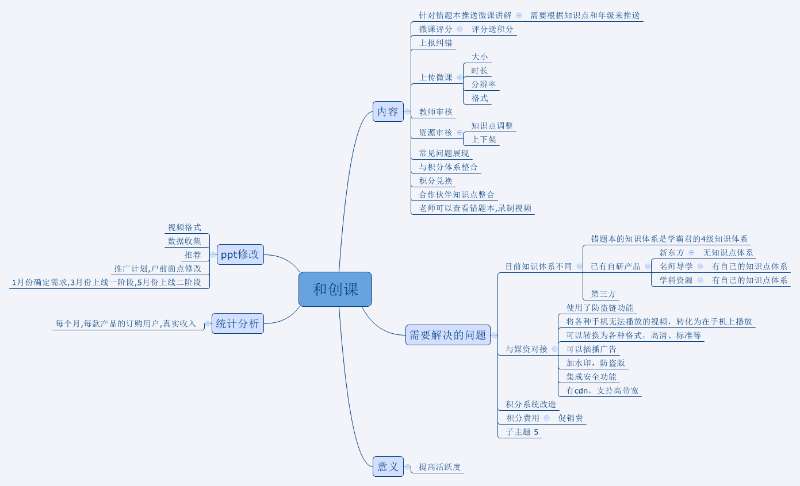 和创课
内容
针对错题本推送微课讲解
需要根据知识点和年级来推送
微课评分
评分送积分
上报纠错
上传微课
大小
时长
分辨率
格式
教师审核
资源审核
知识点调整
上下架
常见问题展现
与积分体系整合
积分兑换
合作伙伴知识点整合
老师可以查看错题本,录制视频
需要解决的问题
目前知识体系不同
错题本的知识体系是学霸君的4级知识体系
已有自研产品
新东方
无知识点体系
名师导学
有自己的知识点体系
学科资源
有自己的知识点体系
第三方
与媒资对接
使用了防盗链功能
将各种手机无法播放的视频，转化为在手机上播放
可以转换为各种格式：高清、标准等
可以插播广告
加水印，防盗版
集成安全功能
有cdn，支持高带宽
积分系统改造
积分费用
促销费
子主题 5
意义
提高活跃度
ppt修改
视频格式
数据收集
推荐
推广计划,户前面点修改
1月份确定需求,3月份上线一阶段,5月份上线二阶段
统计分析
每个月,每款产品的订购用户,真实收入